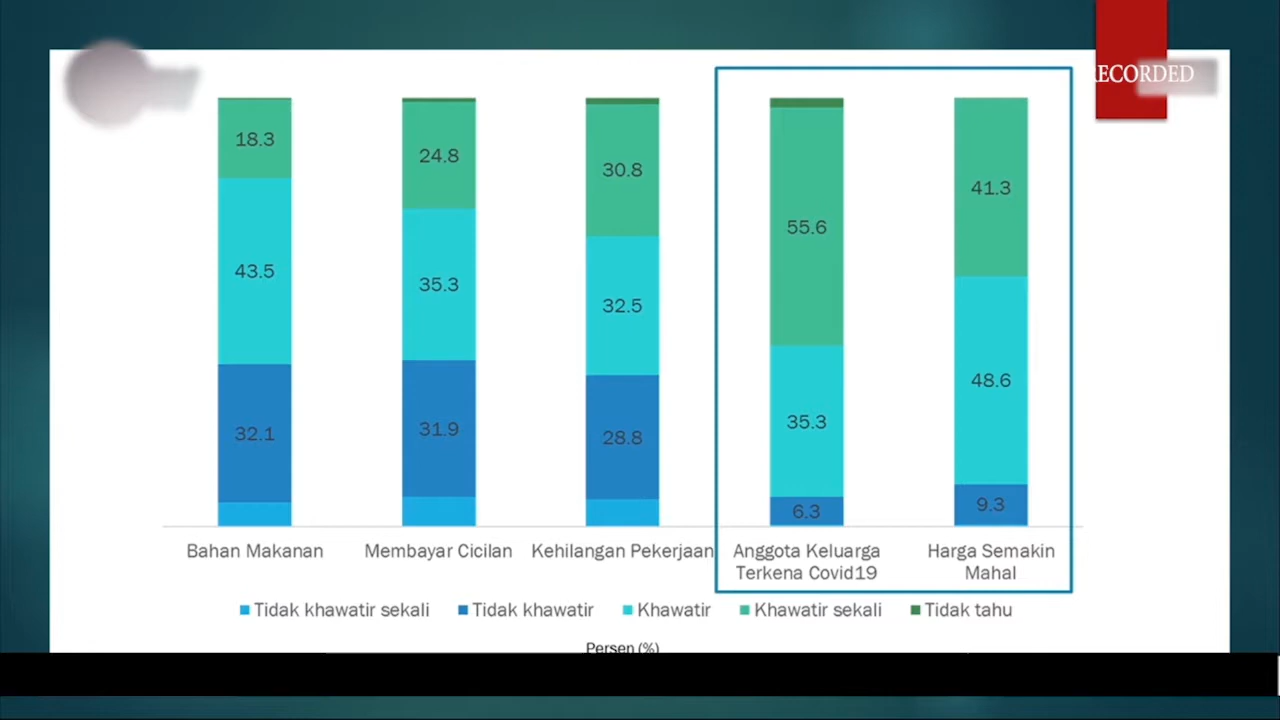 RECORDED
18.3 24.8 30.8 55.6 41.3
43.5 35.3 32.5 35.3 48.6
32.1 31.9 28.8 6.3 9.3
Bahan Makanan
Membayar Cicilan
Kehilangan Pekerjaan
Anggota Keluarga
Terkena Covid19
Harga Semakin
Mahal
Tidak khawatir sekali Tidak khawatir Khawatir Khawatir sekali Tidak tahu
Persen (%)